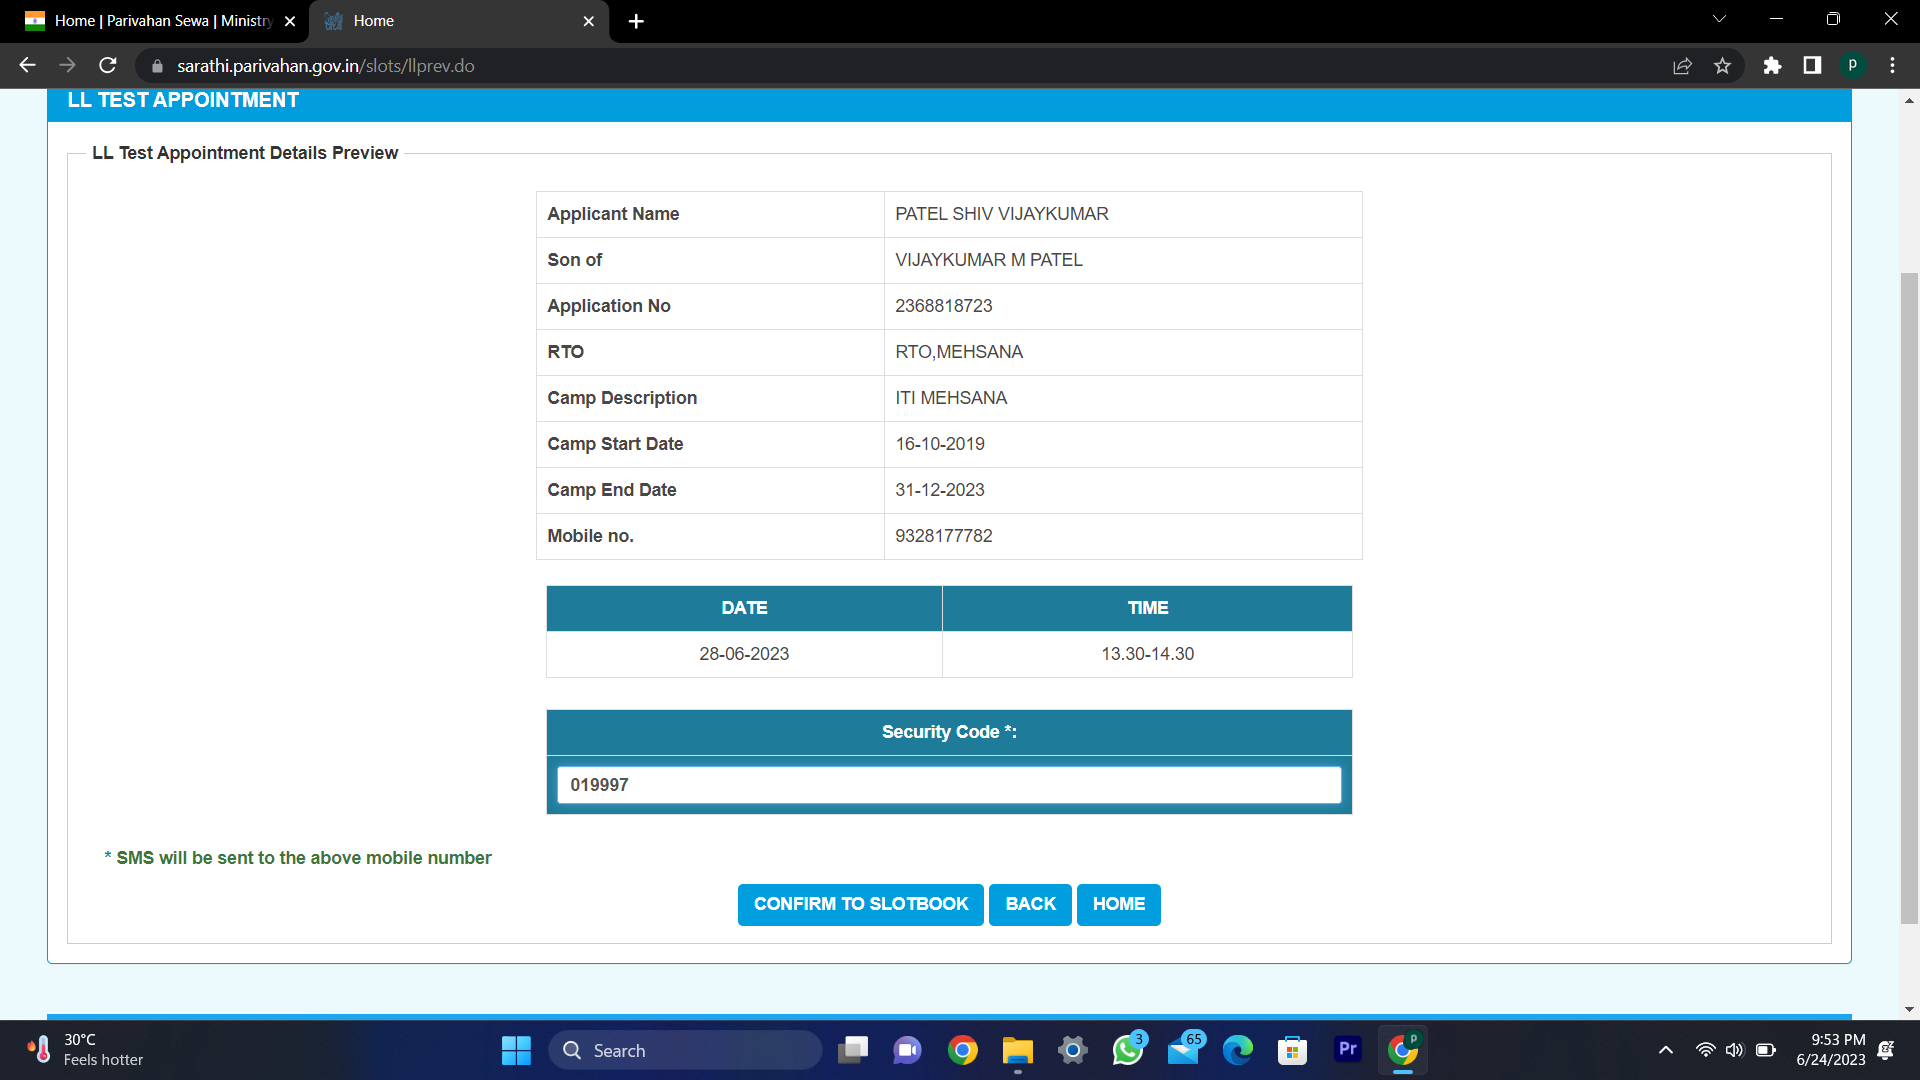 Home | Parivahan Sewa | Ministry
Home
sarathi.parivahan.gov.in/slots/llprev.do
P
LL TEST APPOINTMENT
LL Test Appointment Details Preview
Applicant Name PATEL SHIV VIJAYKUMAR
Son of VIJAYKUMAR M PATEL
Application No 2368818723
RTO RTO,MEHSANA
Camp Description ITI MEHSANA
Camp Start Date 16-10-2019
Camp End Date 31-12-2023
Mobile no. 9328177782
DATE TIME
28-06-2023 13.30-14.30
Security Code *:
019997
* SMS will be sent to the above mobile number
CONFIRM TO SLOTBOOK BACK HOME
30°C
Feels hotter
Search
3
65
Pr
P
9:53 PM
6/24/2023